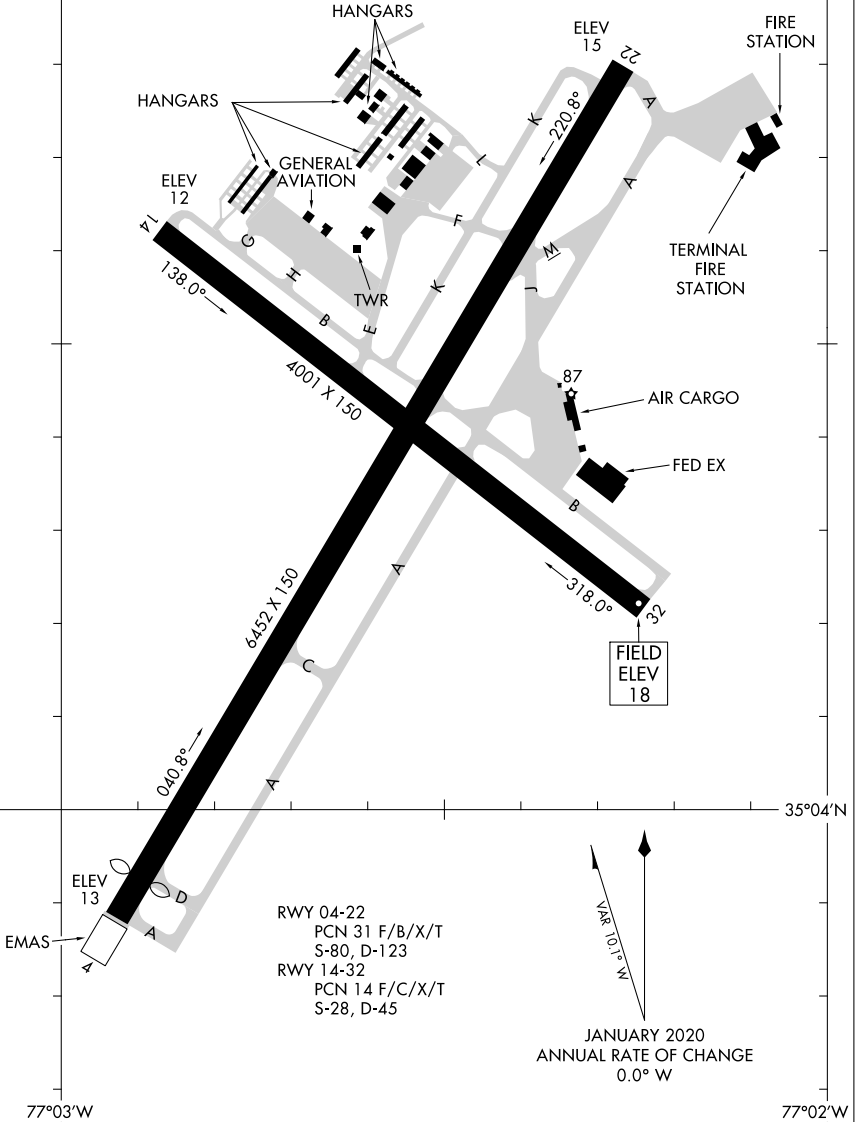 HANGARS
ELEV
15
22
FIRE
STATION
HANGARS
A
K
220.8°
L
A
GENERAL
AVIATION
ELEV
12
14
F
G
M
TERMINAL
FIRE
STATION
138.0°
H
K
J
TWR
B
E
4001 X 150
87
AIR CARGO
FED EX
B
A
318.0°
32
6452 X 150
FIELD
ELEV
18
C
040.8°
A
35°04'N
ELEV
13
D
EMAS
A
4
RWY 04-22
PCN 31 F/B/X/T
S-80, D-123
RWY 14-32
PCN 14 F/C/X/T
S-28, D-45
VAR 10.1° W
JANUARY 2020
ANNUAL RATE OF CHANGE
0.0° W
77°03'W
77°02'W